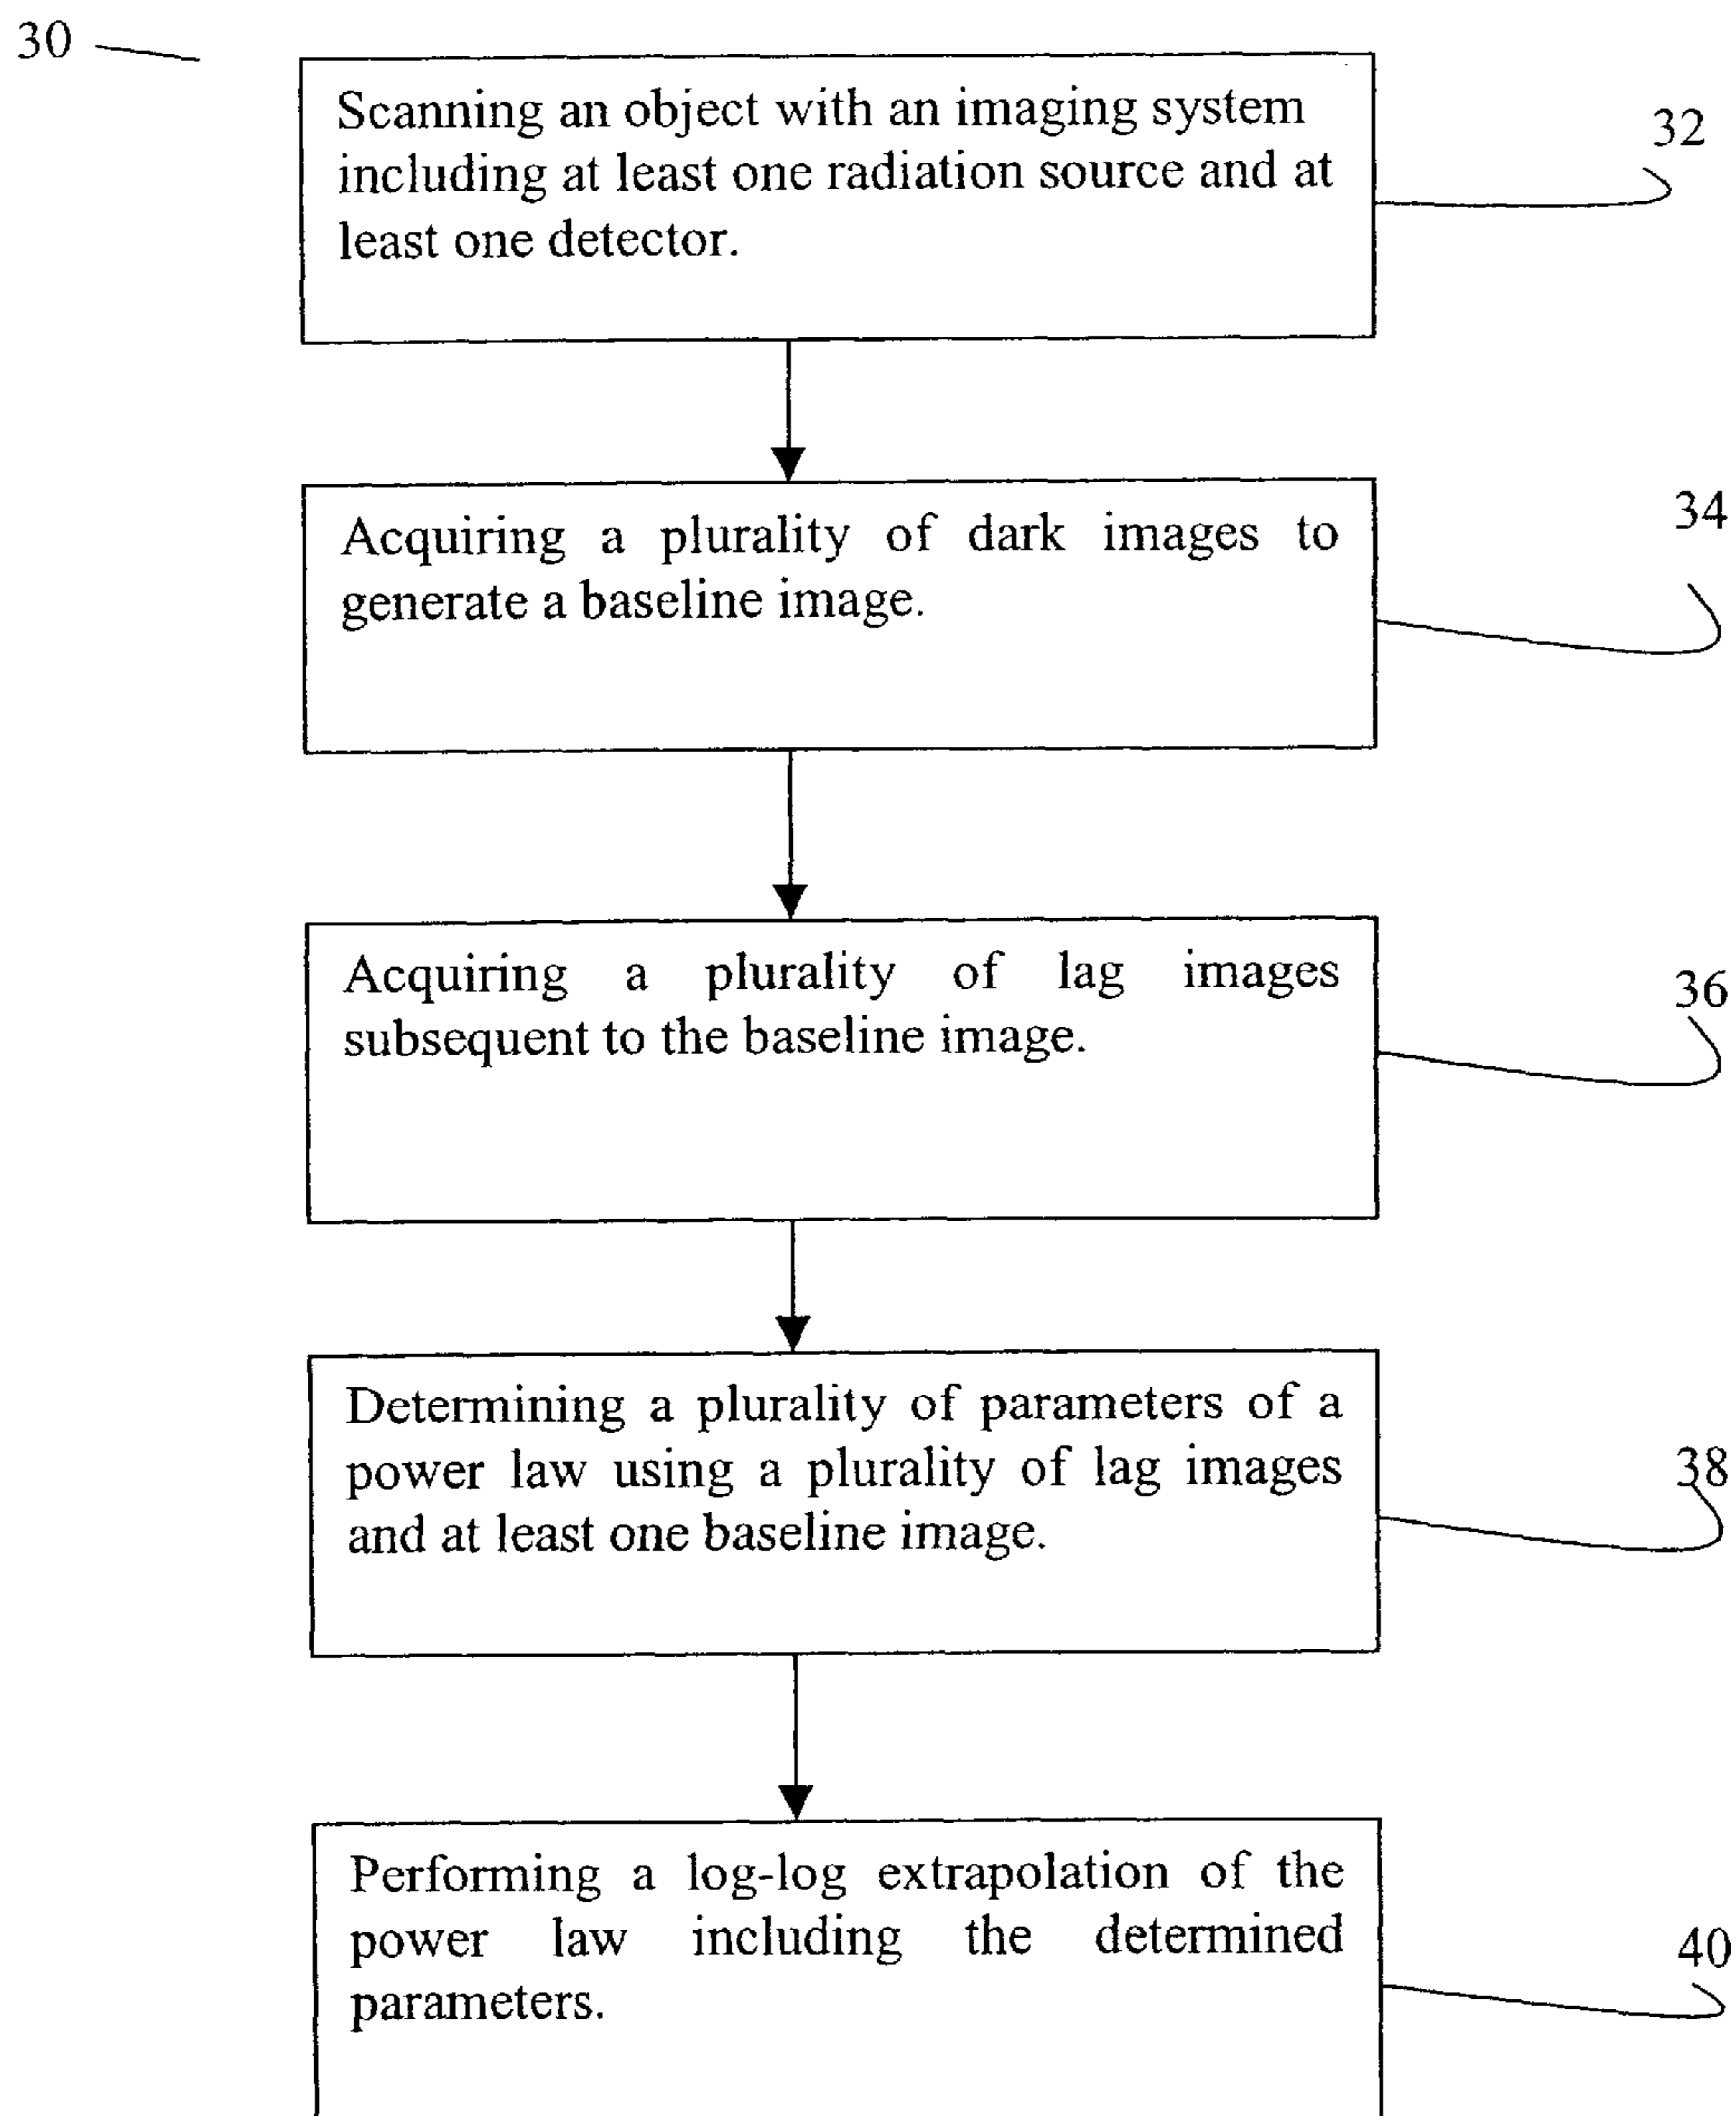 30
Scanning an object with an imaging system
including at least one radiation source and at
least one detector.
32
Acquiring a plurality of dark images to
generate a baseline image.
34
Acquiring a plurality of lag images
subsequent to the baseline image.
36
Determining a plurality of parameters of a
power law using a plurality of lag images
and at least one baseline image.
38
Performing a log-log extrapolation of the
power law including the determined
parameters.
40